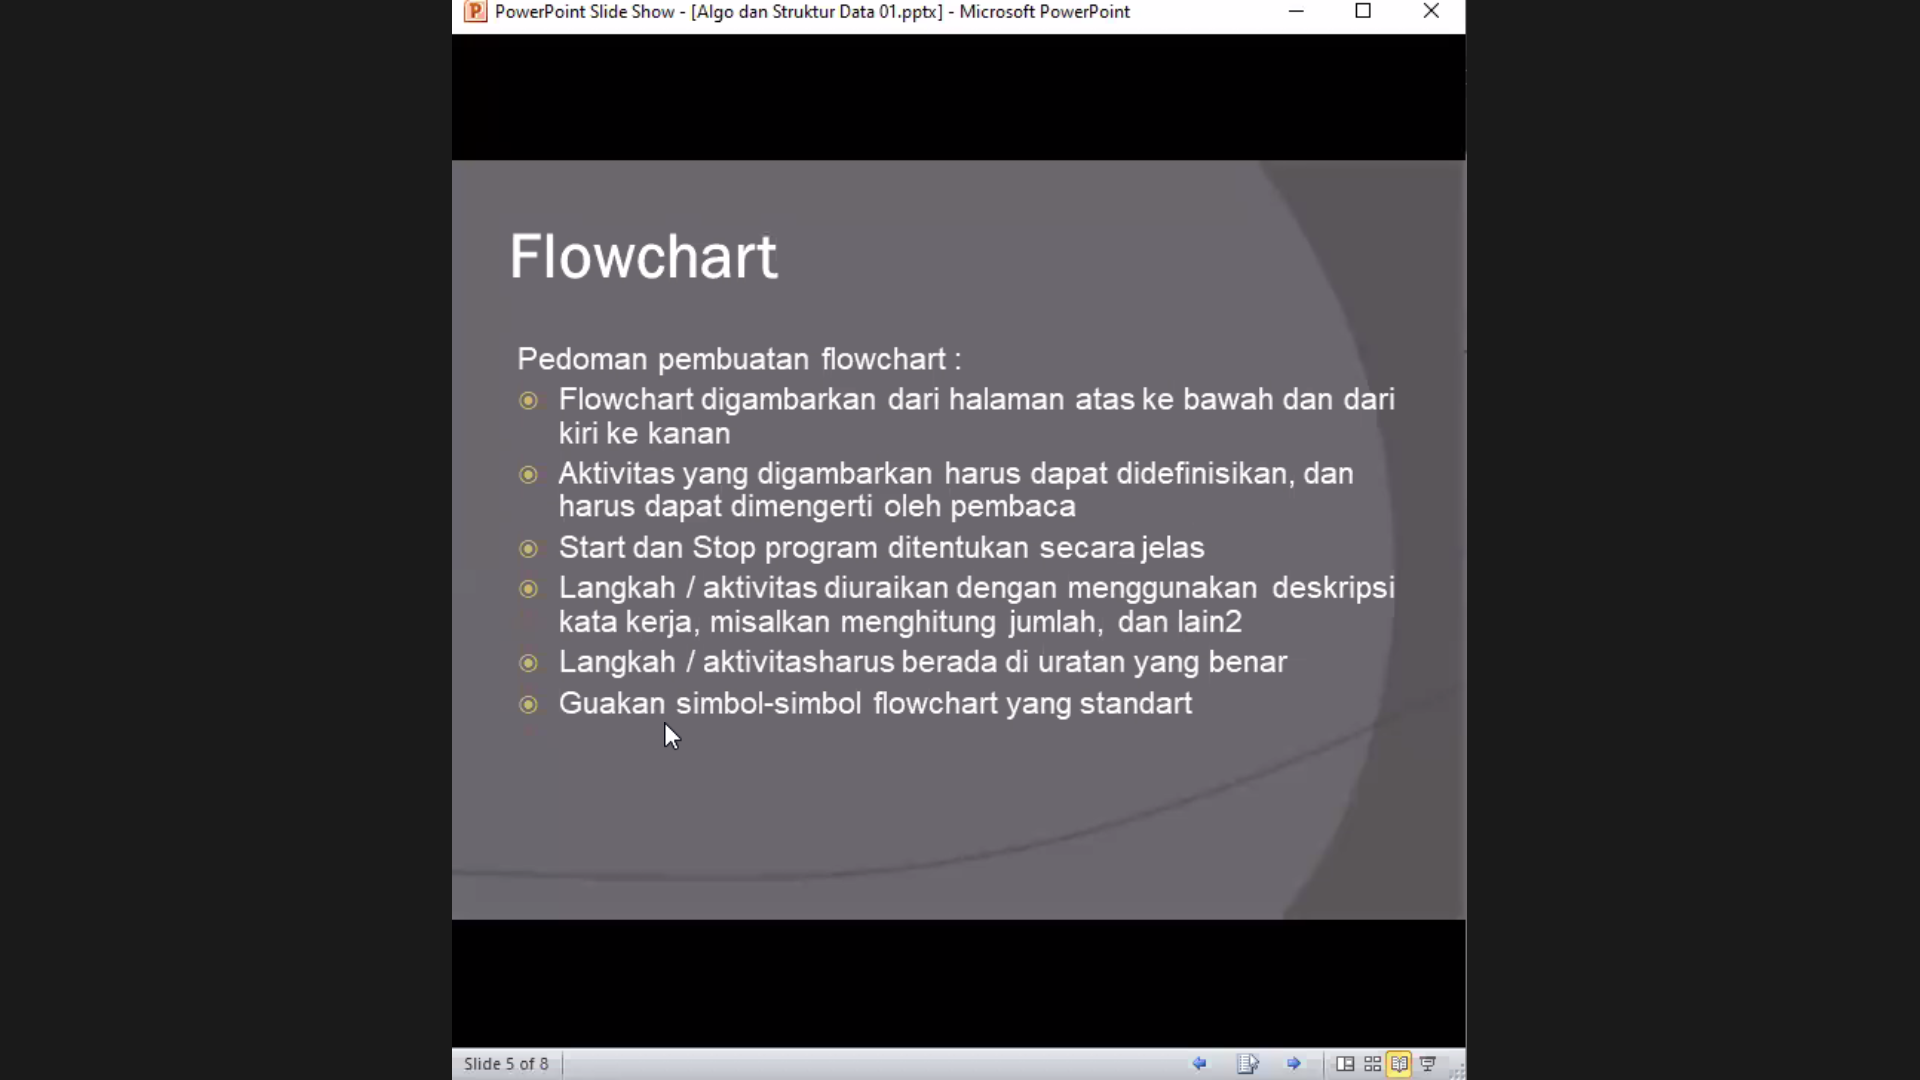 PowerPoint Slide Show - [Algo dan Struktur Data 01.pptx] - Microsoft PowerPoint
Flowchart
Pedoman pembuatan flowchart :
Flowchart digambarkan dari halaman atas ke bawah dan dari
kiri ke kanan
Aktivitas yang digambarkan harus dapat didefinisikan, dan
harus dapat dimengerti oleh pembaca
Start dan Stop program ditentukan secara jelas
Langkah / aktivitas diuraikan dengan menggunakan deskripsi
kata kerja, misalkan menghitung jumlah, dan lain2
Langkah / aktivitasharus berada di uratan yang benar
Guakan simbol-simbol flowchart yang standart
Slide 5 of 8